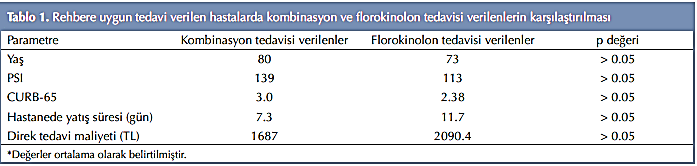 Tablo 1. Rehbere uygun tedavi verilen hastalarda kombinasyon ve florokinolon tedavisi verilenlerin karşılaştırılması
Parametre Kombinasyon tedavisi verilenler Florokinolon tedavisi verilenler p değeri
Yaş 80 73 > 0.05
PSI 139 113 > 0.05
CURB-65 3.0 2.38 > 0.05
Hastanede yatış süresi (gün) 7.3 11.7 > 0.05
Direk tedavi maliyeti (TL) 1687 2090.4 > 0.05
*Değerler ortalama olarak belirtilmiştir.